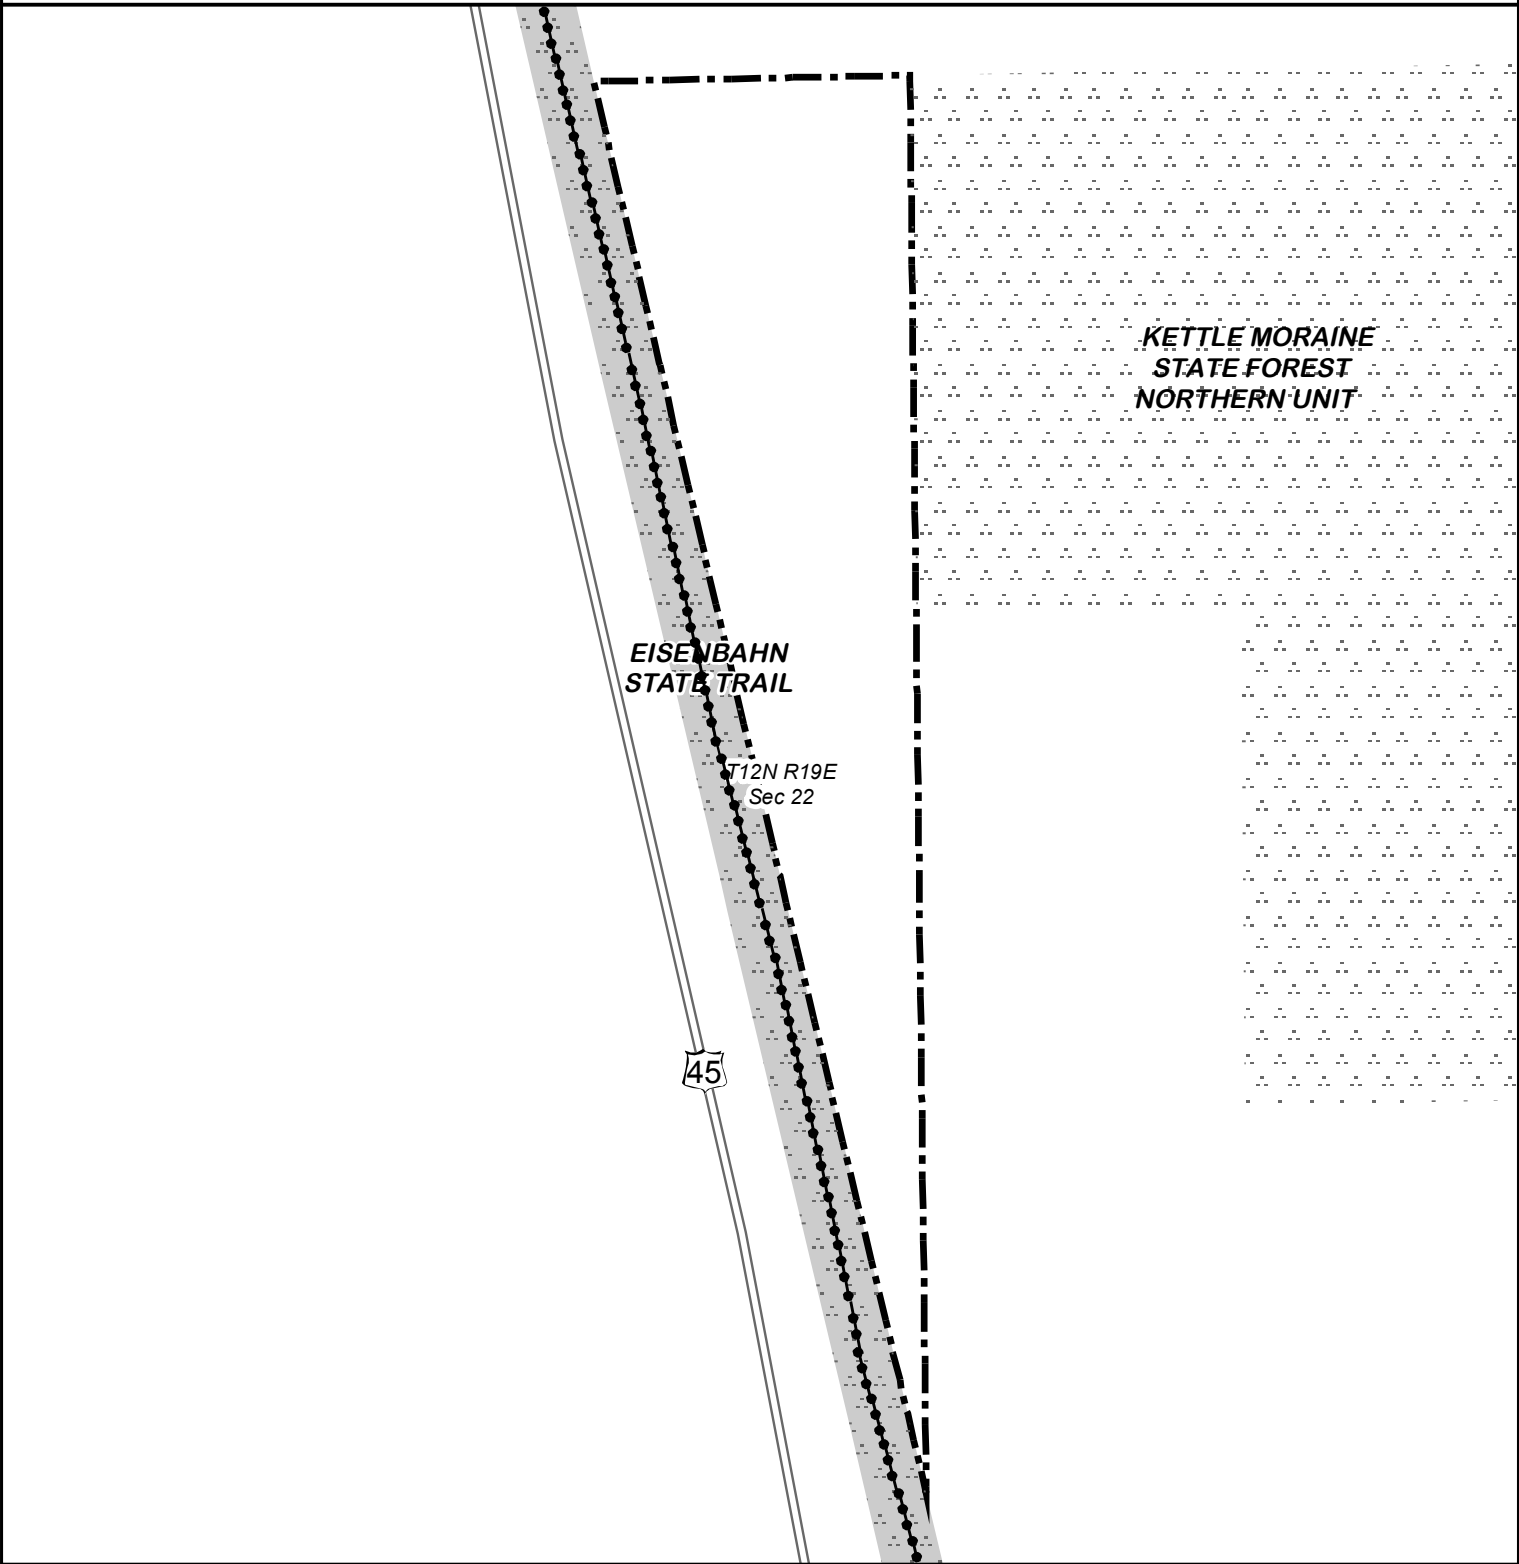 KETTLE MORAINE
STATE FOREST
NORTHERN UNIT
EISENBAHN
STATE TRAIL
T12N R19E
Sec 22
45